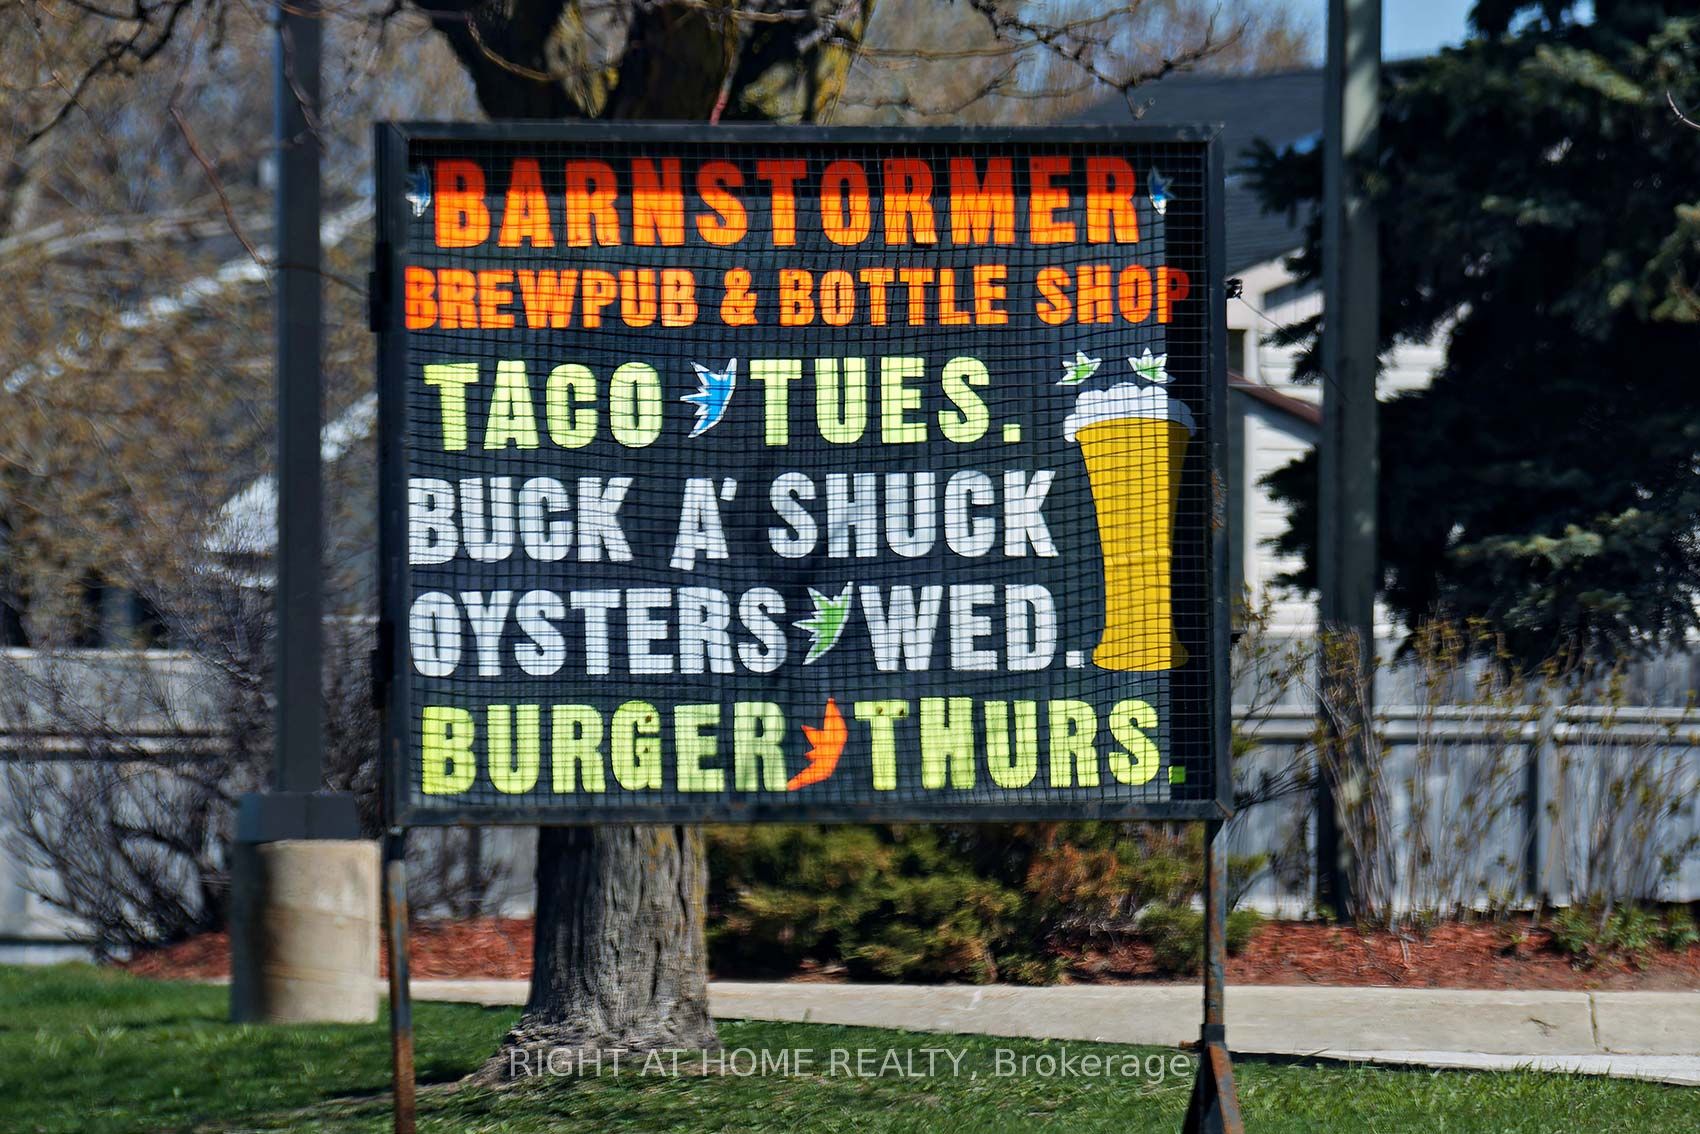 BARNSTORMER
BREWPUB & BOTTLE SHOP
TACO TUES.
BUCK A' SHUCK
OYSTERS WED.
BURGER THURS.
RIGHT AT HOME REALTY, Brokerage